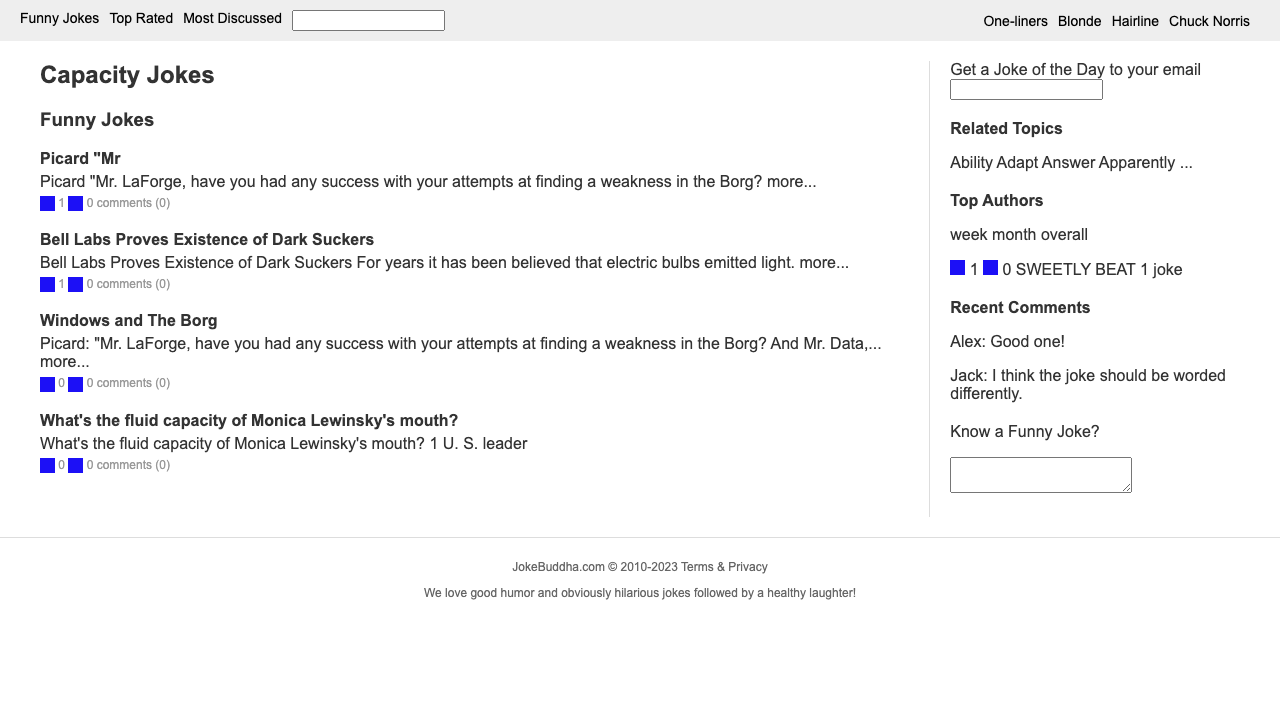 Funny Jokes Top Rated Most Discussed One-liners Blonde Hairline Chuck Norris
Capacity Jokes
Funny Jokes
Picard "Mr
Picard "Mr. LaForge, have you had any success with your attempts at finding a weakness in the Borg? more...
1 0 comments (0)
Bell Labs Proves Existence of Dark Suckers
Bell Labs Proves Existence of Dark Suckers For years it has been believed that electric bulbs emitted light. more...
1 0 comments (0)
Windows and The Borg
Picard: "Mr. LaForge, have you had any success with your attempts at finding a weakness in the Borg? And Mr. Data,...
more...
0 0 comments (0)
What's the fluid capacity of Monica Lewinsky's mouth?
What's the fluid capacity of Monica Lewinsky's mouth? 1 U. S. leader
0 0 comments (0)
Get a Joke of the Day to your email
Related Topics
Ability Adapt Answer Apparently ...
Top Authors
week month overall
1 0 SWEETLY BEAT 1 joke
Recent Comments
Alex: Good one!
Jack: I think the joke should be worded
differently.
Know a Funny Joke?
JokeBuddha.com © 2010-2023 Terms & Privacy
We love good humor and obviously hilarious jokes followed by a healthy laughter!